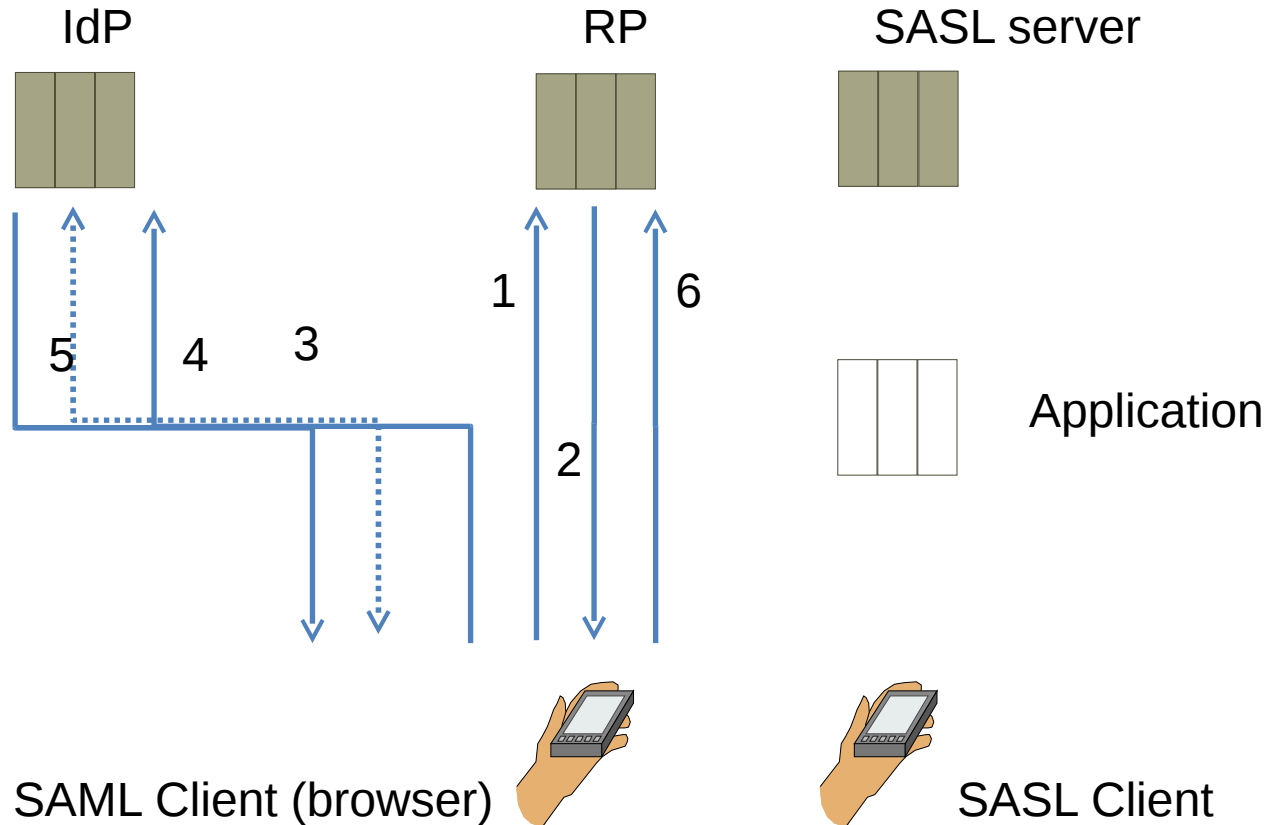 IdP
RP
SASL server
1
6
5
4
3
Application
2
SAML Client (browser)
SASL Client